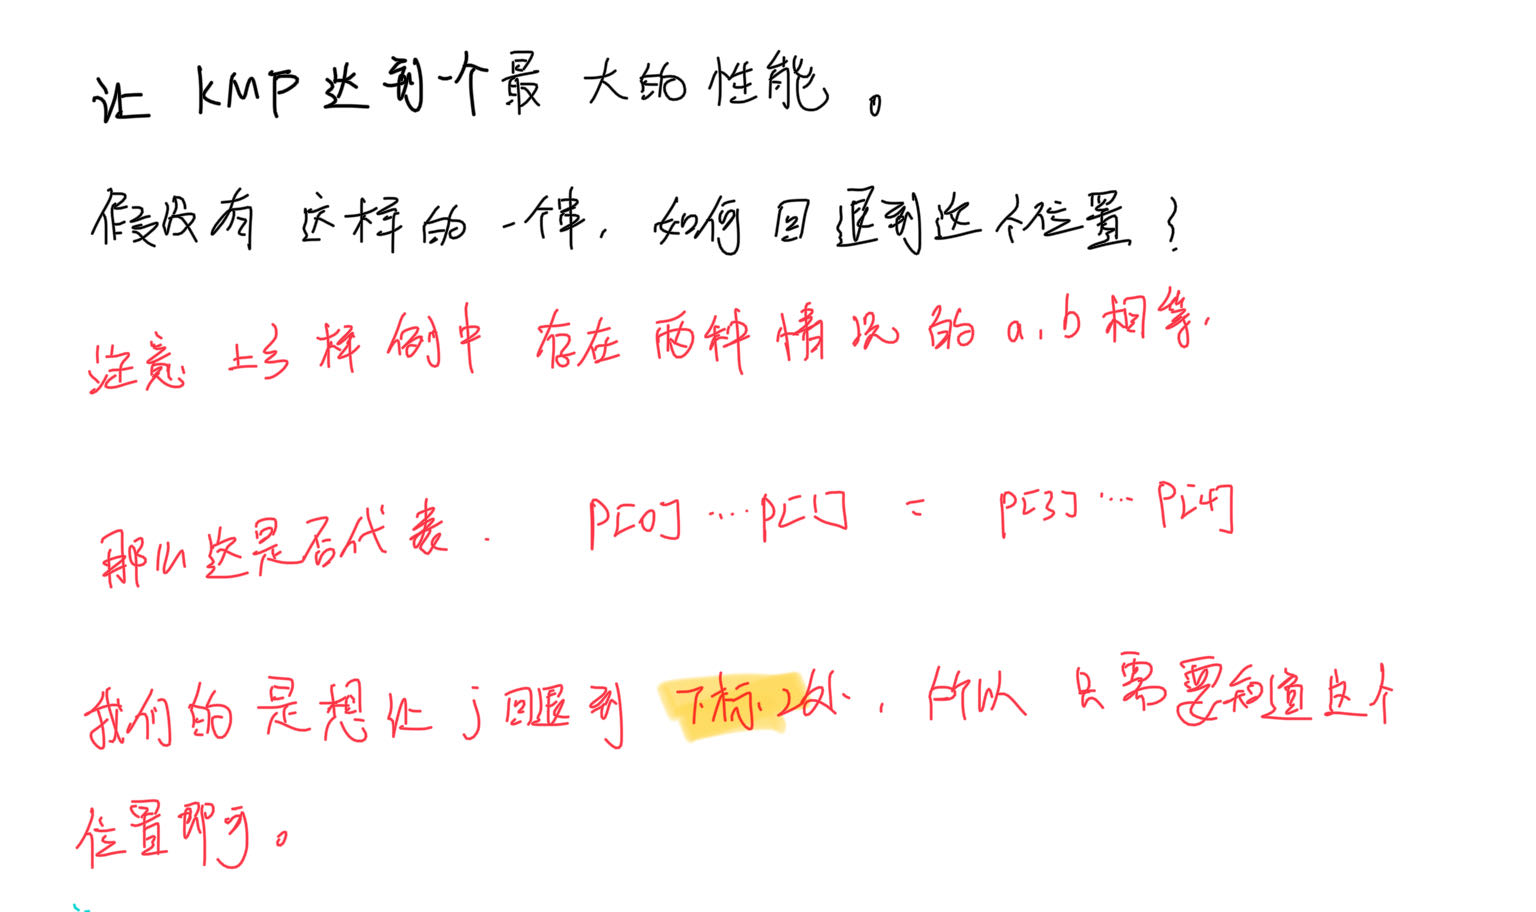 让 KMP 达到一个最大的性能。
假设有 这样的 一个串, 如何回退到这个位置?
注意 上多 样例中 存在两种情况的 a,b 相等,
那么这是否代表. P[0]...P[1] = P[3]...P[4]
我们的是想让 j 回退到 下标2处, 所以 只需要知道这个
位置即可。